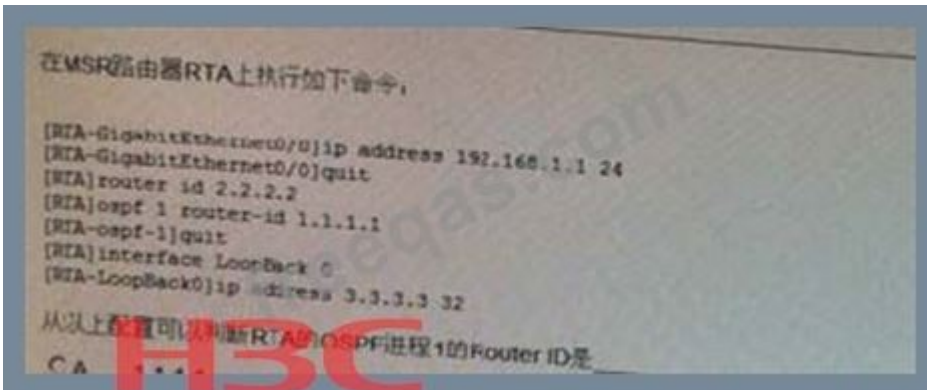 在MSR路由器RTA上执行如下命令:
[RTA-GigabitEthernet0/0]ip address 192.168.1.1 24
[RTA-GigabitEthernet0/0]quit
[RTA]router id 2.2.2.2
[RTA]ospf 1 router-id 1.1.1.1
[RTA-ospf-1]quit
[RTA]interface LoopBack 0
[RTA-LoopBack0]ip address 3.3.3.3 32
从以上配置可以判断RTA的OSPF进程1的Router ID是
H3C